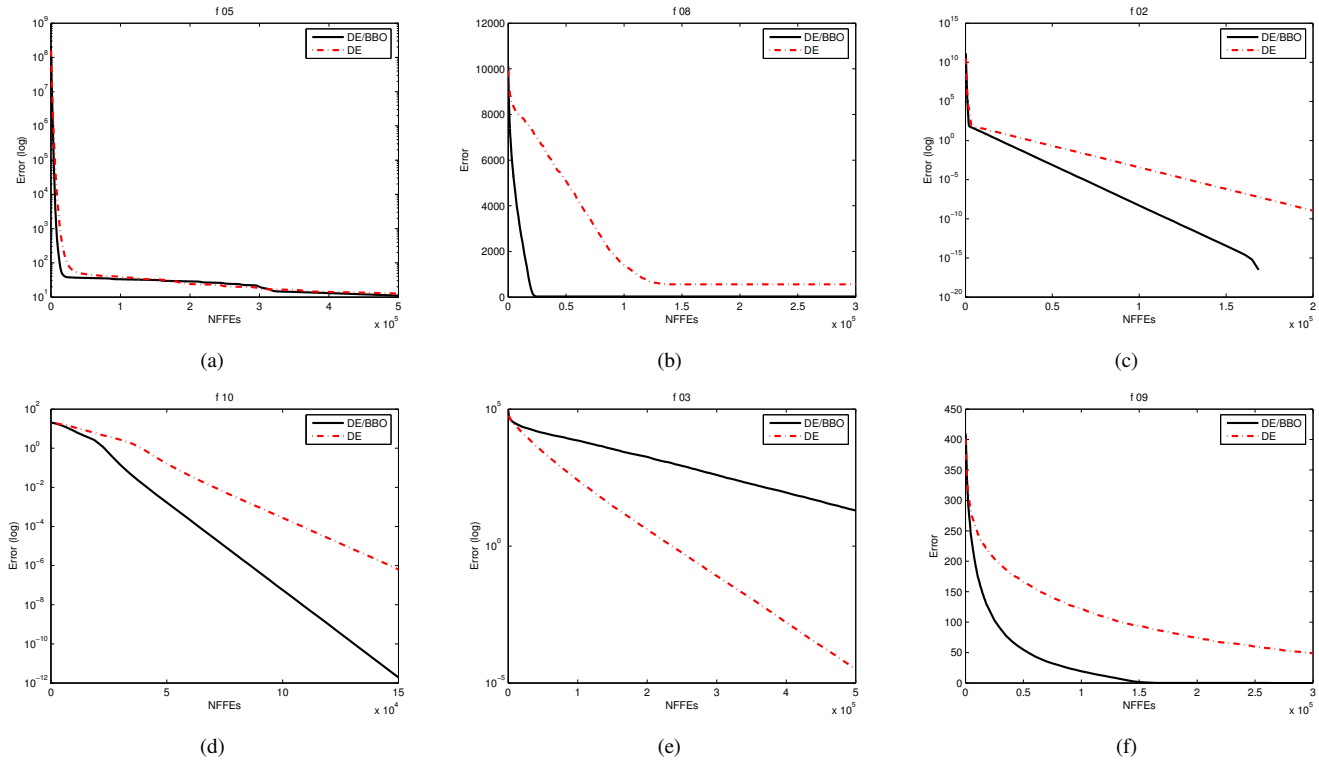 f 05
10^9
10^8
10^7
10^6
10^5
10^4
10^3
10^2
10^1
Error (log)
0 1 2 3 4 5
x 10^5
NFFEs
DE/BBO
DE
(a)
f 08
12000
10000
8000
6000
4000
2000
0
Error
0 0.5 1 1.5 2 2.5 3
x 10^5
NFFEs
DE/BBO
DE
(b)
f 02
10^15
10^10
10^5
10^0
10^-5
10^-10
10^-15
10^-20
Error (log)
0 0.5 1 1.5 2
x 10^5
NFFEs
DE/BBO
DE
(c)
f 10
10^2
10^0
10^-2
10^-4
10^-6
10^-8
10^-10
10^-12
Error (log)
0 5 10 15
x 10^4
NFFEs
DE/BBO
DE
(d)
f 03
10^5
10^0
10^-5
Error (log)
0 1 2 3 4 5
x 10^5
NFFEs
DE/BBO
DE
(e)
f 09
450
400
350
300
250
200
150
100
50
0
Error
0 0.5 1 1.5 2 2.5 3
x 10^5
NFFEs
DE/BBO
DE
(f)